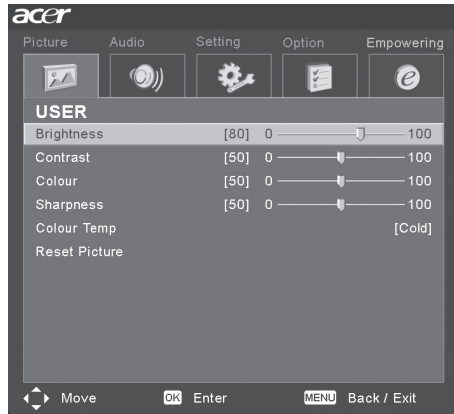 acer
Picture Audio Setting Option Empowering
e
USER
Brightness [80] 0 100
Contrast [50] 0 100
Colour [50] 0 100
Sharpness [50] 0 100
Colour Temp [Cold]
Reset Picture
Move OK Enter MENU Back / Exit